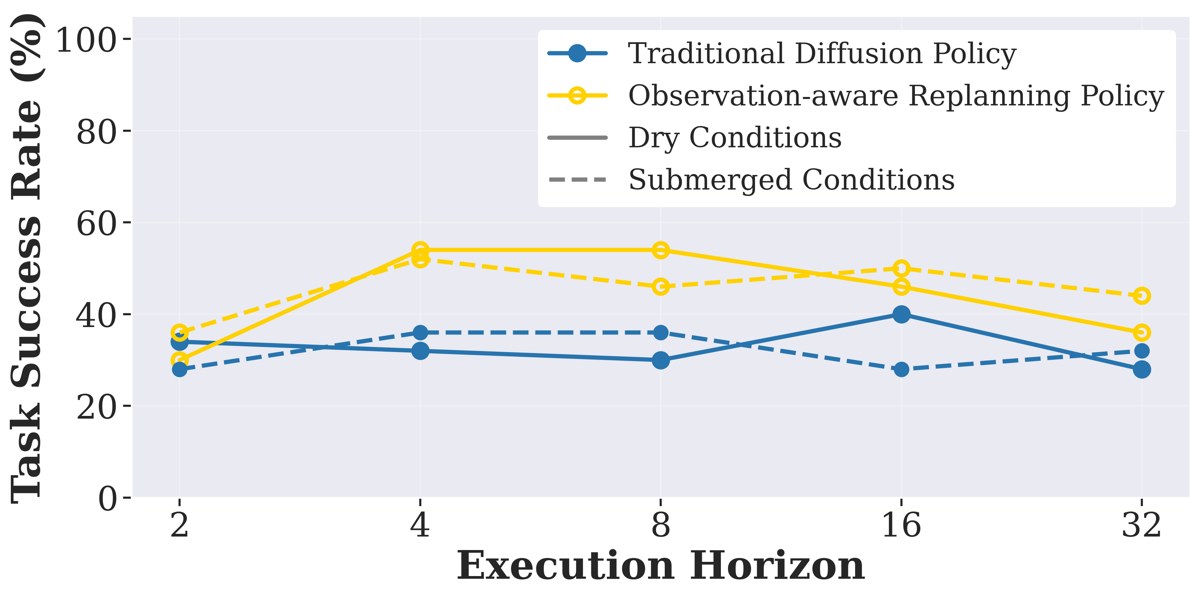 Task Success Rate (%)
100
80
60
40
20
0
Traditional Diffusion Policy
Observation-aware Replanning Policy
Dry Conditions
Submerged Conditions
2 4 8 16 32
Execution Horizon